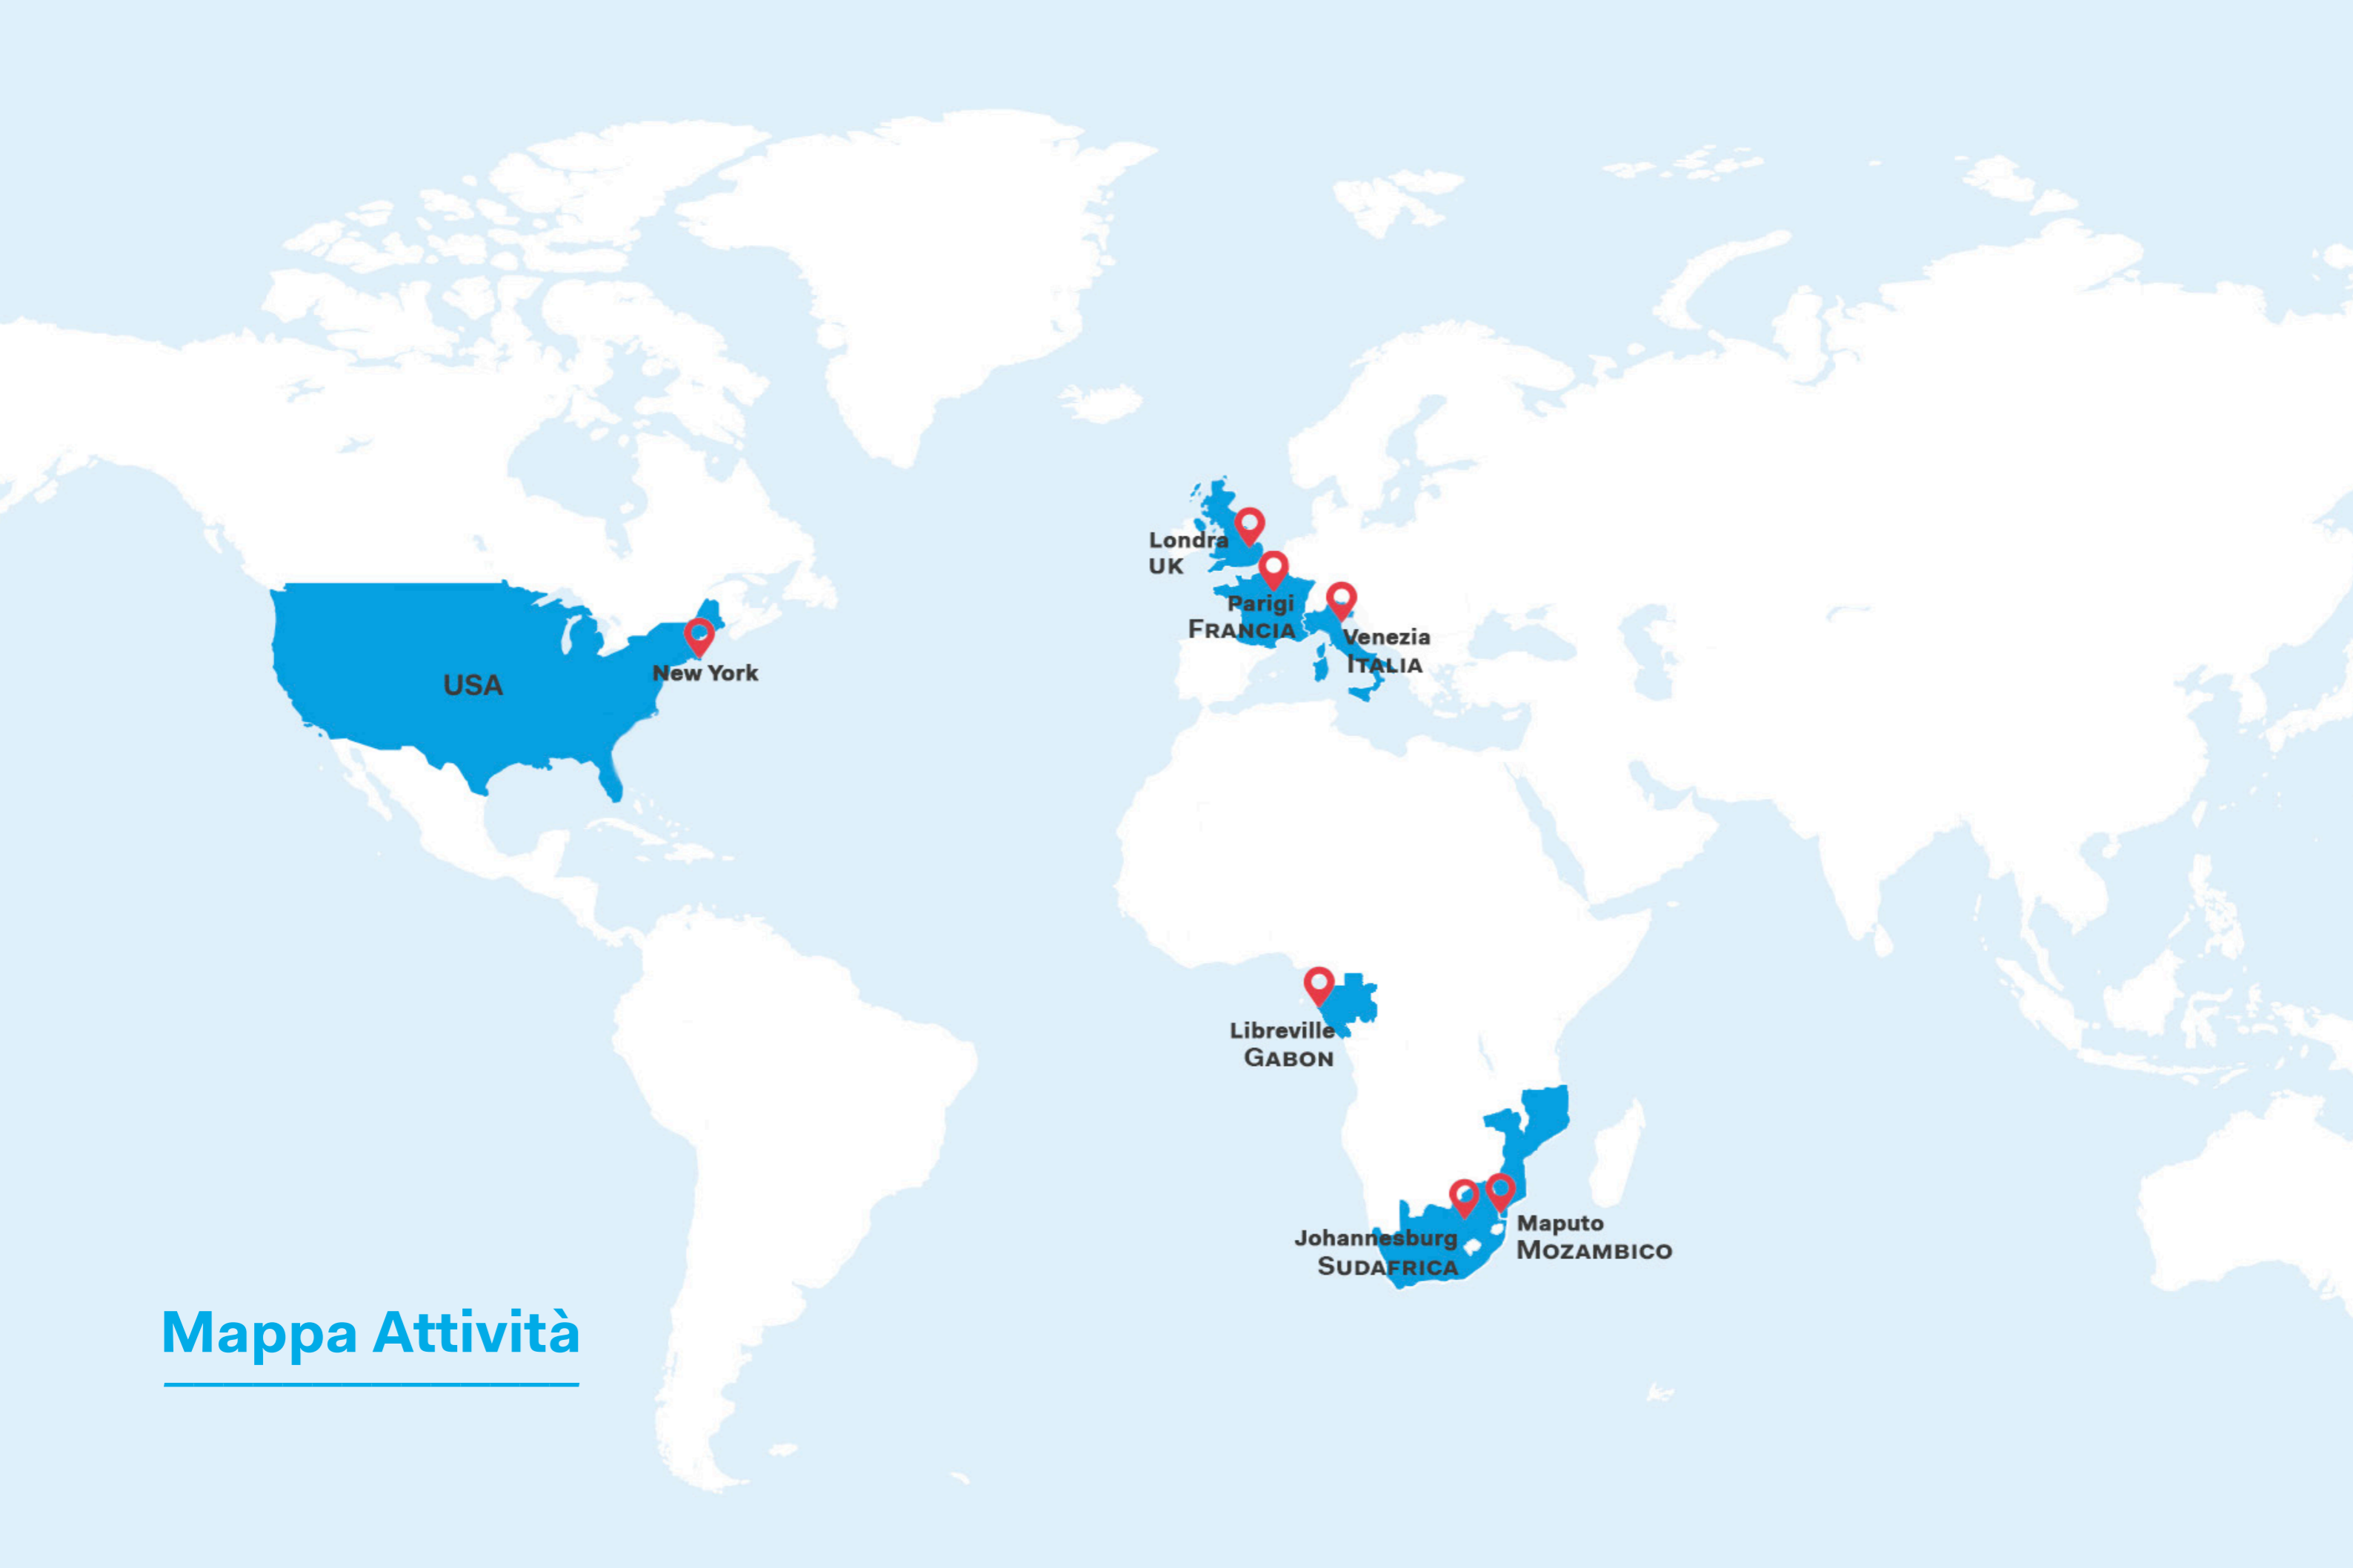 Londra
UK
Parigi
FRANCIA
Venezia
ITALIA
New York
USA
Libreville
GABON
Maputo
MOZAMBICO
Johannesburg
SUDAFRICA
Mappa Attività